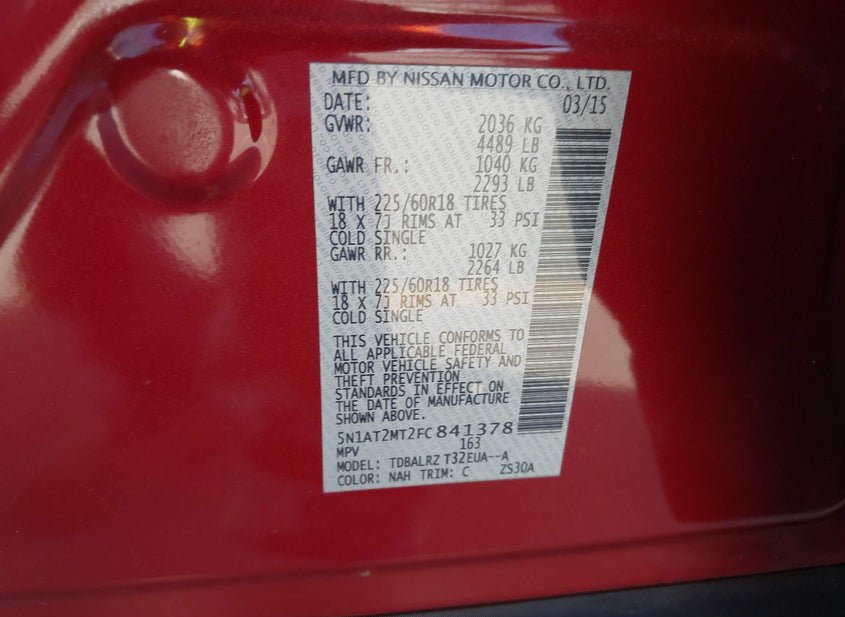 MFD BY NISSAN MOTOR CO., LTD.
DATE: 03/15
GVWR: 2036 KG
4489 LB
GAWR FR.: 1040 KG
2293 LB
WITH 225/60R18 TIRES
18 X 7J RIMS AT 33 PSI
COLD SINGLE
GAWR RR.: 1027 KG
2264 LB
WITH 225/60R18 TIRES
18 X 7J RIMS AT 33 PSI
COLD SINGLE
THIS VEHICLE CONFORMS TO
ALL APPLICABLE FEDERAL
MOTOR VEHICLE SAFETY AND
THEFT PREVENTION
STANDARDS IN EFFECT ON
THE DATE OF MANUFACTURE
SHOWN ABOVE.
5N1AT2MT2FC841378
MPV 163
MODEL: TDBALRZ T32EUA--A
COLOR: NAH TRIM: C ZS30A